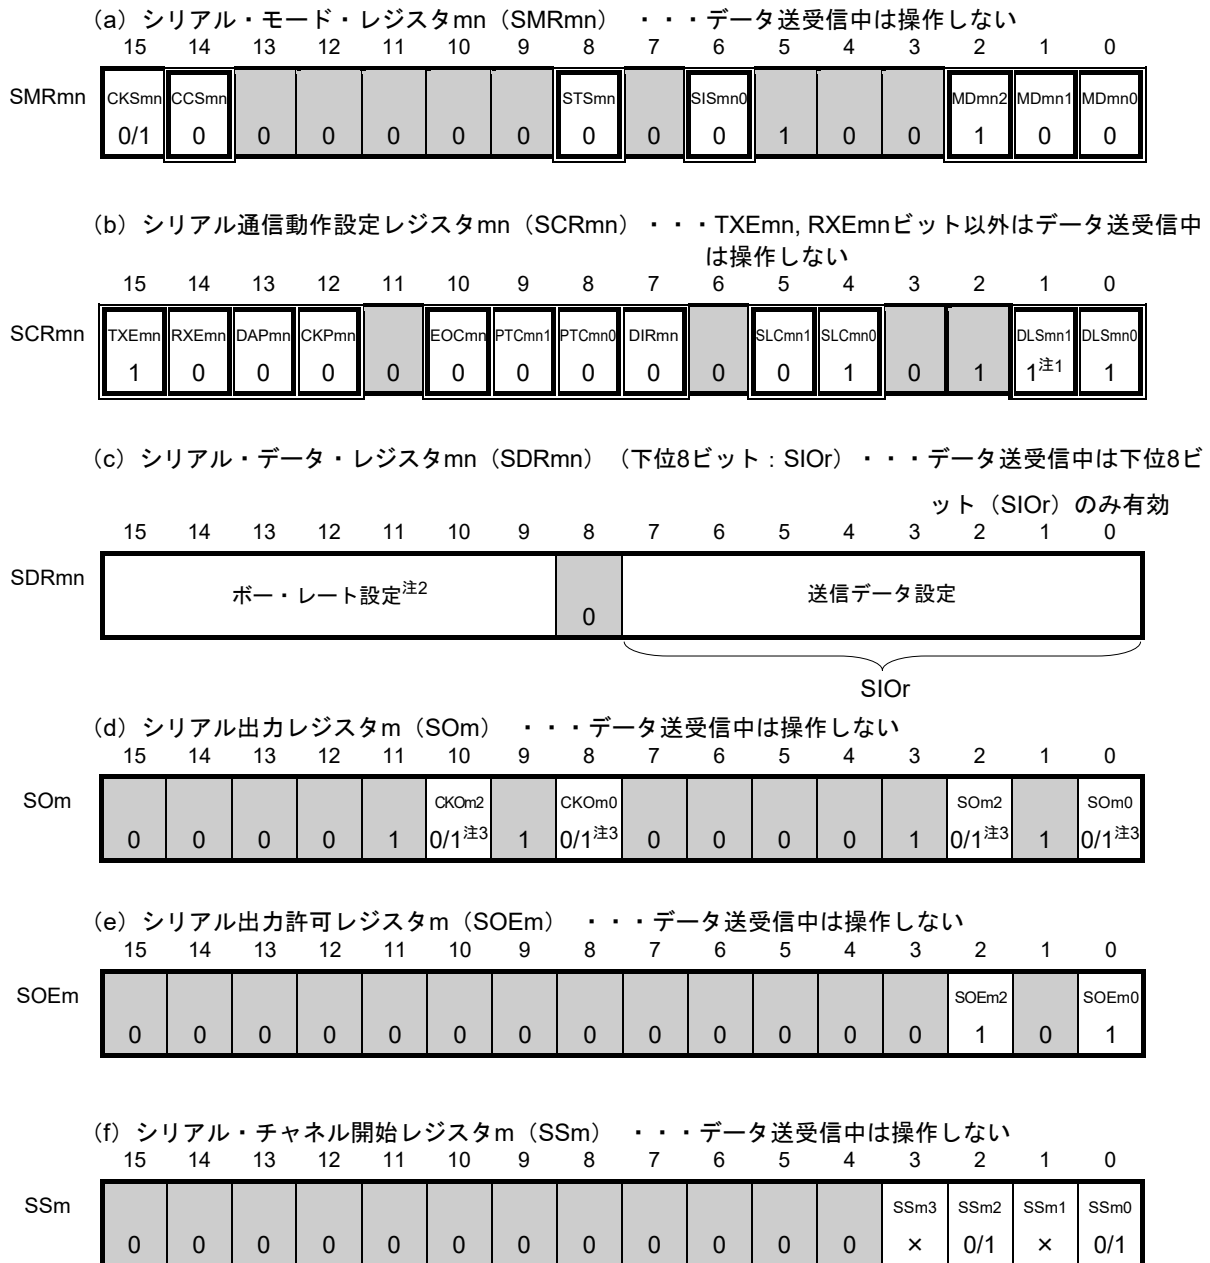 (a) シリアル・モード・レジスタmn（SMRmn） ・・・データ送受信中は操作しない
15 14 13 12 11 10 9 8 7 6 5 4 3 2 1 0
SMRmn CKSmn CCSmn STSmn SISmn0 MDmn2 MDmn1 MDmn0
0/1 0 0 0 0 0 0 0 0 0 1 0 0 1 0 0
(b) シリアル通信動作設定レジスタmn（SCRmn）・・・TXEmn, RXEmnビット以外はデータ送受信中
は操作しない
15 14 13 12 11 10 9 8 7 6 5 4 3 2 1 0
SCRmn TXEmn RXEmn DAPmn CKPmn EOCmn PTCmn1 PTCmn0 DIRmn SLCmn1 SLCmn0 DLSmn1 DLSmn0
1 0 0 0 0 0 0 0 0 0 0 1 0 1 1注1 1
(c) シリアル・データ・レジスタmn（SDRmn）（下位8ビット：SIOr）・・・データ送受信中は下位8ビ
ット（SIOr）のみ有効
15 14 13 12 11 10 9 8 7 6 5 4 3 2 1 0
SDRmn ボー・レート設定注2 0 送信データ設定
SIOr
(d) シリアル出力レジスタm（SOm） ・・・データ送受信中は操作しない
15 14 13 12 11 10 9 8 7 6 5 4 3 2 1 0
SOm CKOm2 CKOm0 SOm2 SOm0
0 0 0 0 1 0/1注3 1 0/1注3 0 0 0 0 1 0/1注3 1 0/1注3
(e) シリアル出力許可レジスタm（SOEm） ・・・データ送受信中は操作しない
15 14 13 12 11 10 9 8 7 6 5 4 3 2 1 0
SOEm SOEm2 SOEm0
0 0 0 0 0 0 0 0 0 0 0 0 0 1 0 1
(f) シリアル・チャネル開始レジスタm（SSm） ・・・データ送受信中は操作しない
15 14 13 12 11 10 9 8 7 6 5 4 3 2 1 0
SSm SSm3 SSm2 SSm1 SSm0
0 0 0 0 0 0 0 0 0 0 0 0 × 0/1 × 0/1